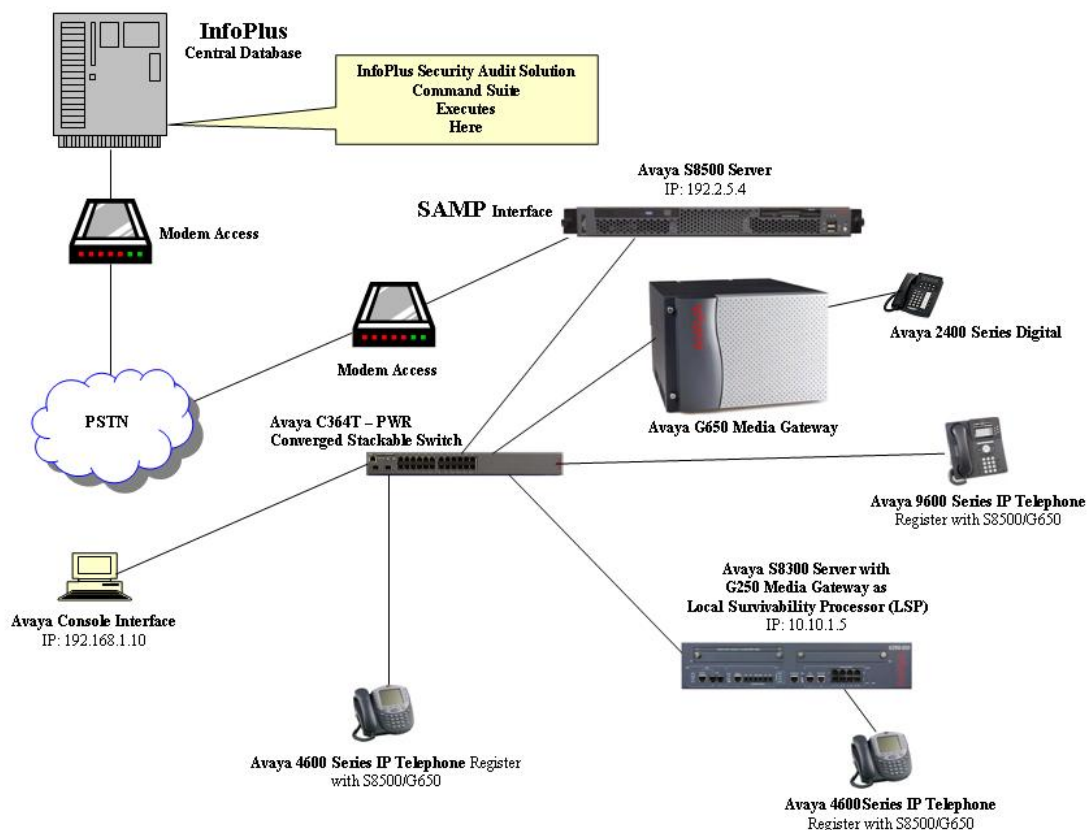 InfoPlus
Central Database
InfoPlus Security Audit Solution
Command Suite
Executes
Here
Avaya S8500 Server
IP: 192.2.5.4
SAMP Interface
Modem Access
Avaya 2400 Series Digital
Modem Access
PSTN
Avaya C364T – PWR
Converged Stackable Switch
Avaya G650 Media Gateway
Avaya 9600 Series IP Telephone
Register with S8500/G650
Avaya S8300 Server with
G250 Media Gateway as
Local Survivability Processor (LSP)
IP: 10.10.1.5
Avaya Console Interface
IP: 192.168.1.10
Avaya 4600 Series IP Telephone Register
with S8500/G650
Avaya 4600Series IP Telephone
Register with S8500/G650